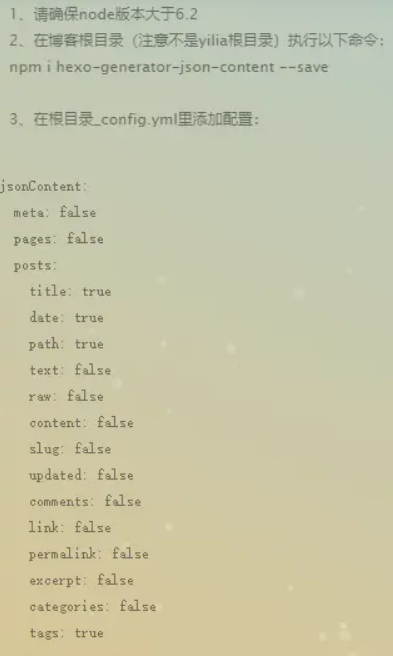 1、请确保node版本大于6.2
2、在博客根目录（注意不是yilia根目录）执行以下命令：
npm i hexo-generator-json-content --save
3、在根目录_config.yml里添加配置：
jsonContent:
meta: false
pages: false
posts:
title: true
date: true
path: true
text: false
raw: false
content: false
slug: false
updated: false
comments: false
link: false
permalink: false
excerpt: false
categories: false
tags: true